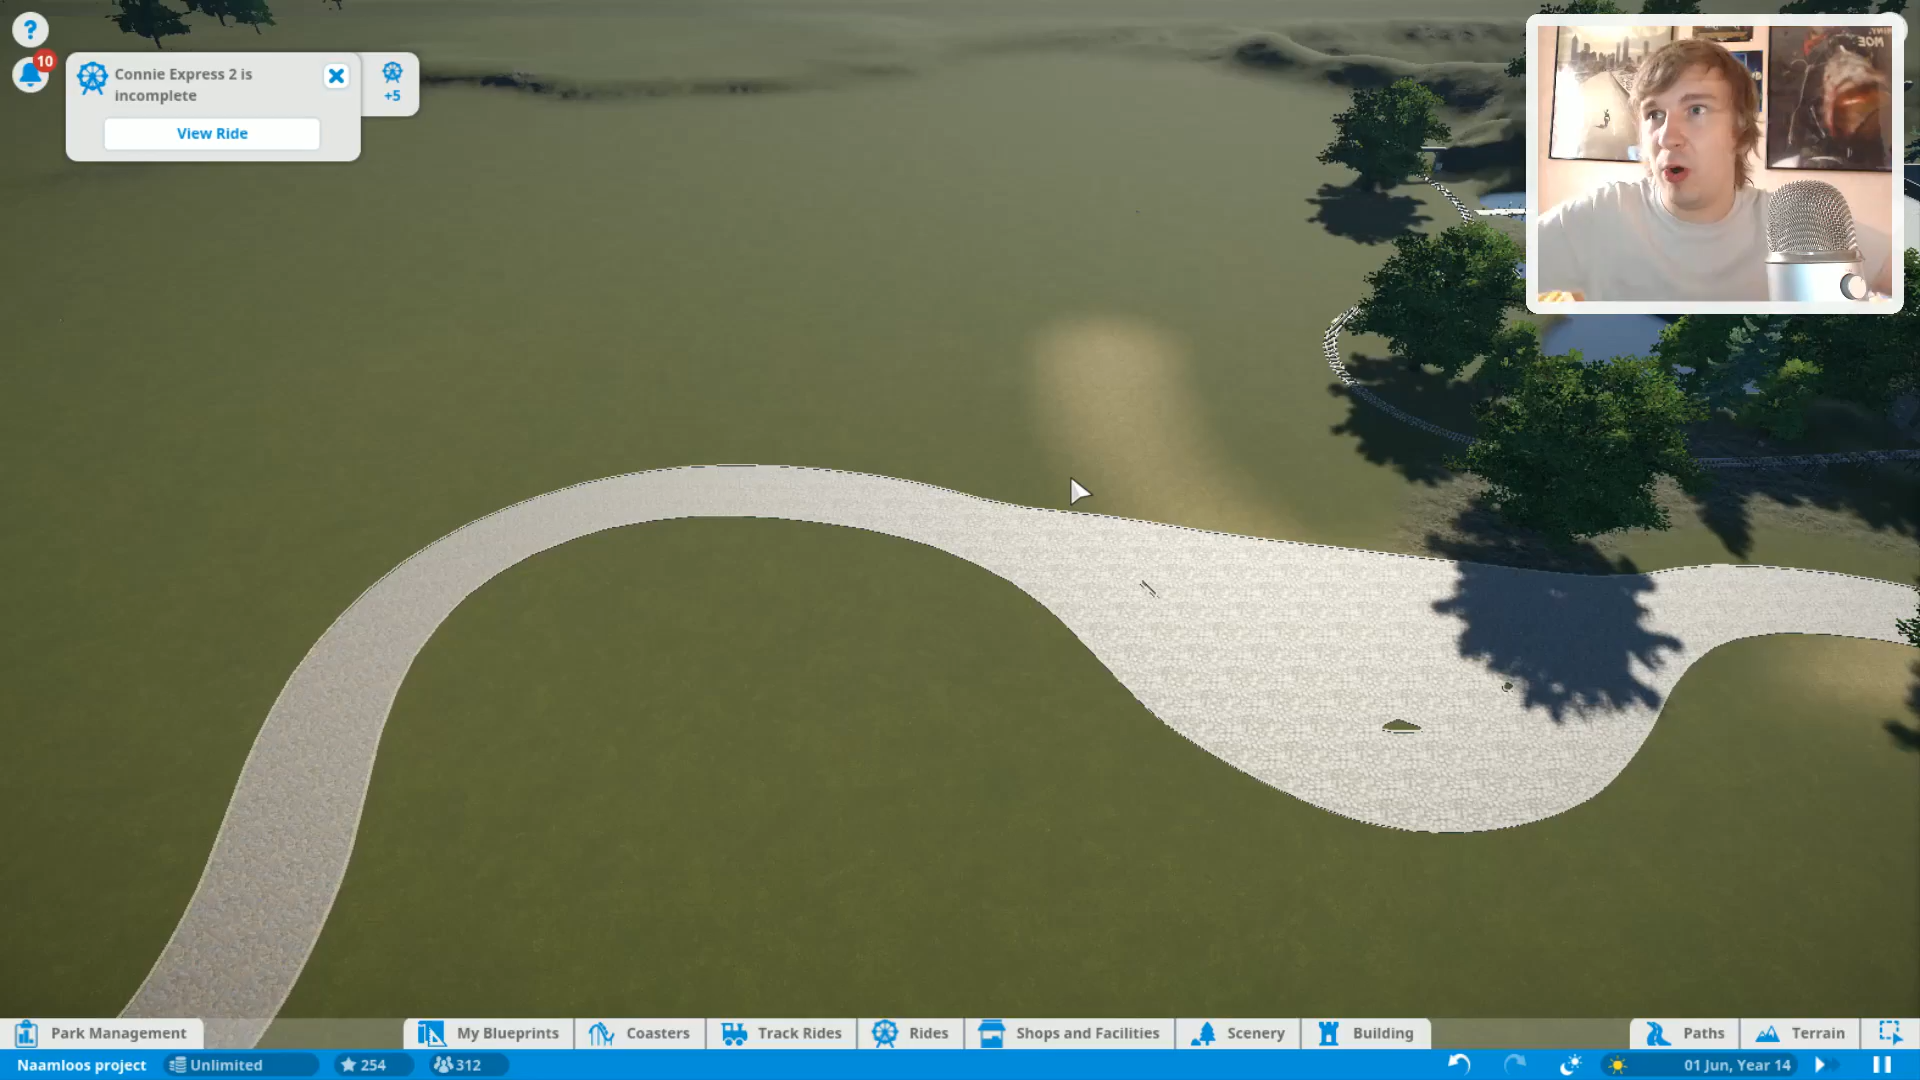 ?
10
Connie Express 2 is
incomplete
+5
View Ride
Park Management
My Blueprints
Coasters
Track Rides
Rides
Shops and Facilities
Scenery
Building
Paths
Terrain
Naamloos project
Unlimited
254
312
01 Jun, Year 14